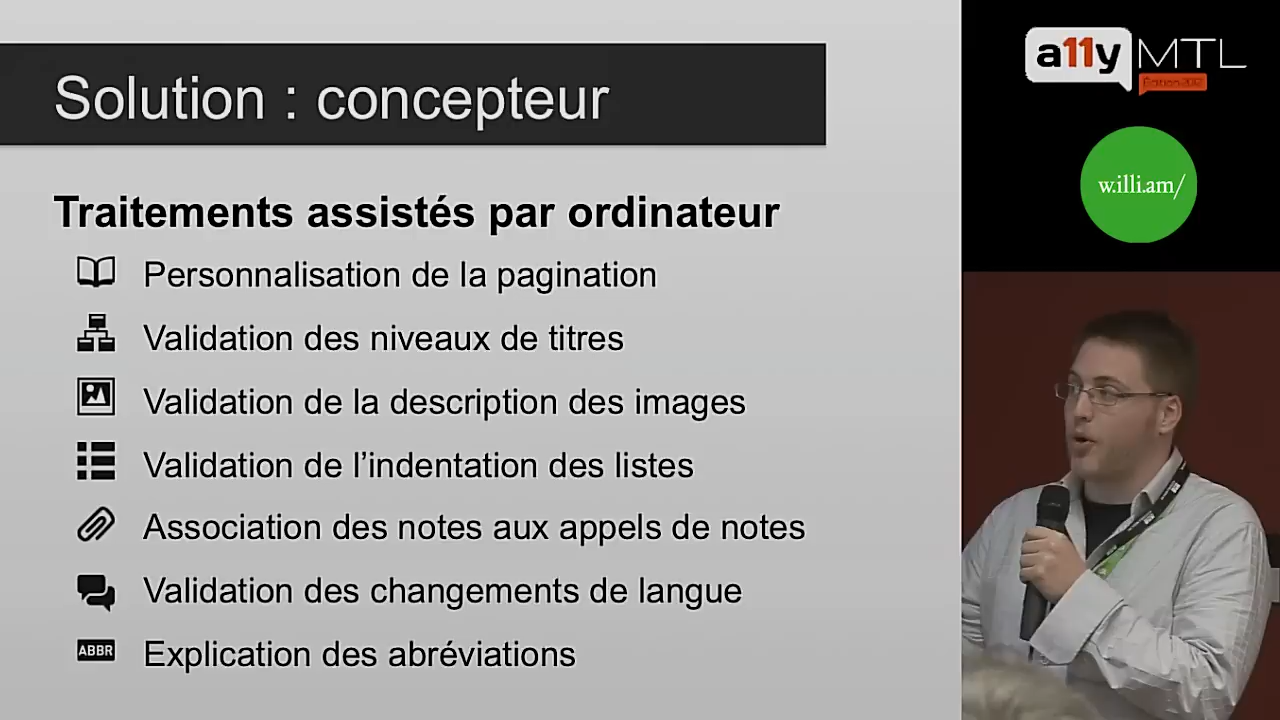 Solution : concepteur
Traitements assistés par ordinateur
Personnalisation de la pagination
Validation des niveaux de titres
Validation de la description des images
Validation de l’indentation des listes
Association des notes aux appels de notes
Validation des changements de langue
ABBR Explication des abréviations
a11y MTL
Édition 2012
w.illi.am/